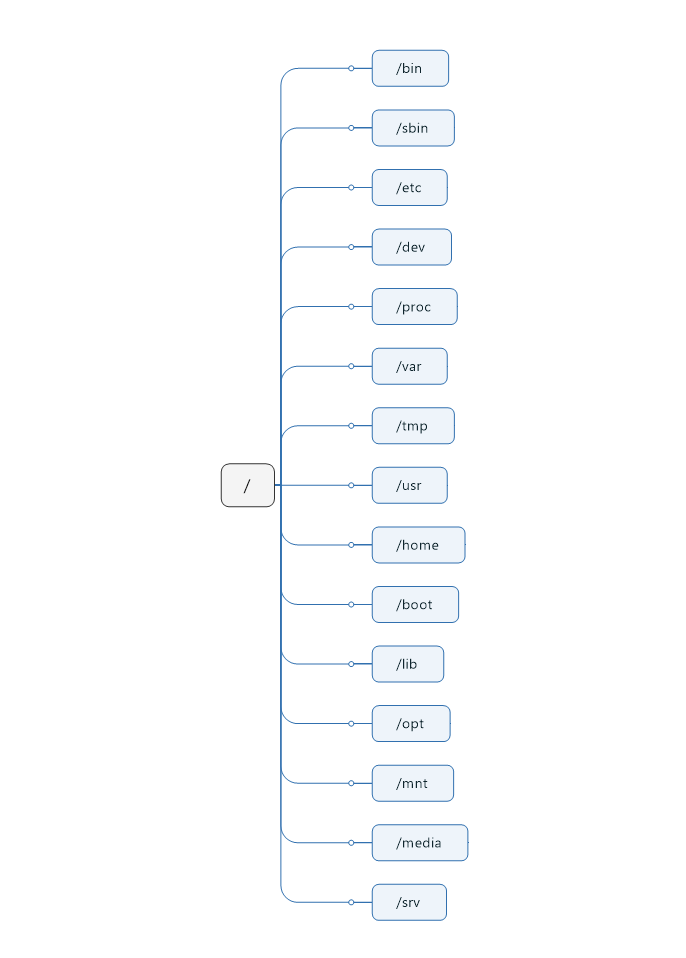 /bin
/sbin
/etc
/dev
/proc
/var
/tmp
/
/usr
/home
/boot
/lib
/opt
/mnt
/media
/srv